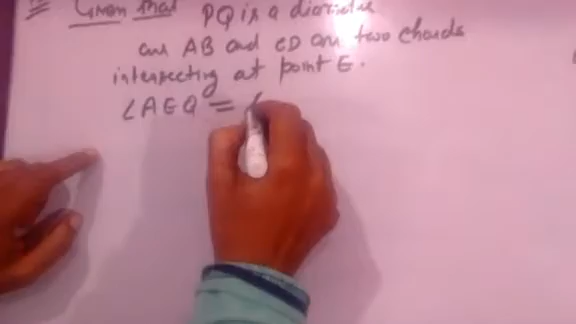 Given that PQ is a diameter
and AB and CD are two chords
intersecting at point E.
∠AEQ =